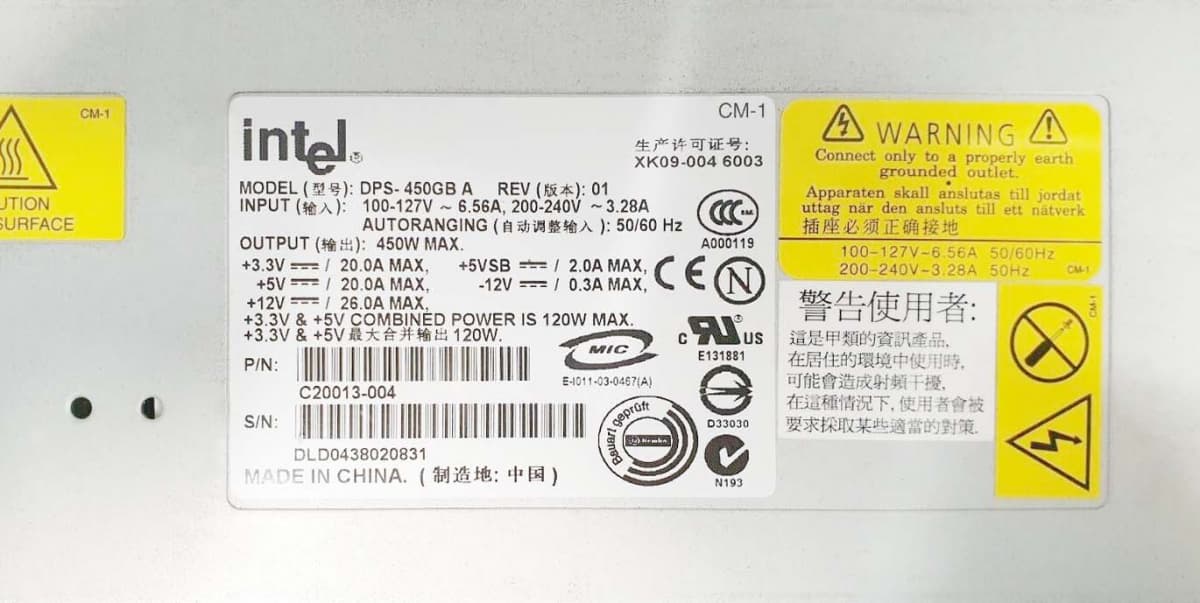 CM-1
UTION
SURFACE
intel®
CM-1
生产许可证号:
XK09-004 6003
MODEL (型号): DPS- 450GB A REV (版本): 01
INPUT (输入): 100-127V ~ 6.56A, 200-240V ~ 3.28A
AUTORANGING (自动调整输入): 50/60 Hz
OUTPUT (输出): 450W MAX.
+3.3V ⎓ / 20.0A MAX, +5VSB ⎓ / 2.0A MAX,
+5V ⎓ / 20.0A MAX, -12V ⎓ / 0.3A MAX,
+12V ⎓ / 26.0A MAX,
+3.3V & +5V COMBINED POWER IS 120W MAX.
+3.3V & +5V 最大合并输出 120W.
P/N:
C20013-004
S/N:
DLD0438020831
MADE IN CHINA. (制造地: 中国)
CCC
A000119
CE
N
c RU® US
E131881
MIC
E-I011-03-0467(A)
D33030
Bauart geprüft
Nemko
N193
WARNING
Connect only to a properly earth
grounded outlet.
Apparaten skall anslutas till jordat
uttag när den ansluts till ett nätverk
插座必须正确接地
100-127V-6.56A 50/60Hz
200-240V-3.28A 50Hz
CM-1
警告使用者:
這是甲類的資訊產品,
在居住的環境中使用時,
可能會造成射頻干擾,
在這種情況下,使用者會被
要求採取某些適當的對策.
CM-1